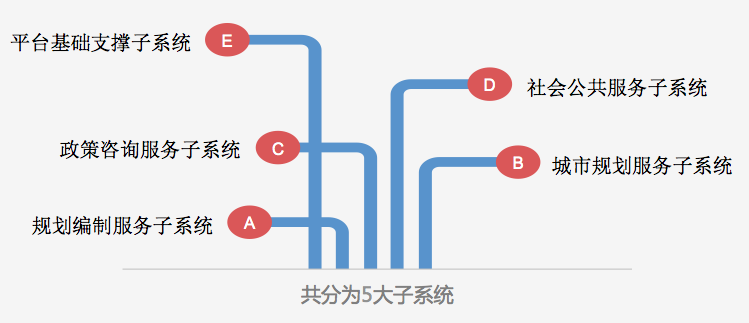 平台基础支撑子系统
E
D
社会公共服务子系统
政策咨询服务子系统
C
B
城市规划服务子系统
规划编制服务子系统
A
共分为5大子系统